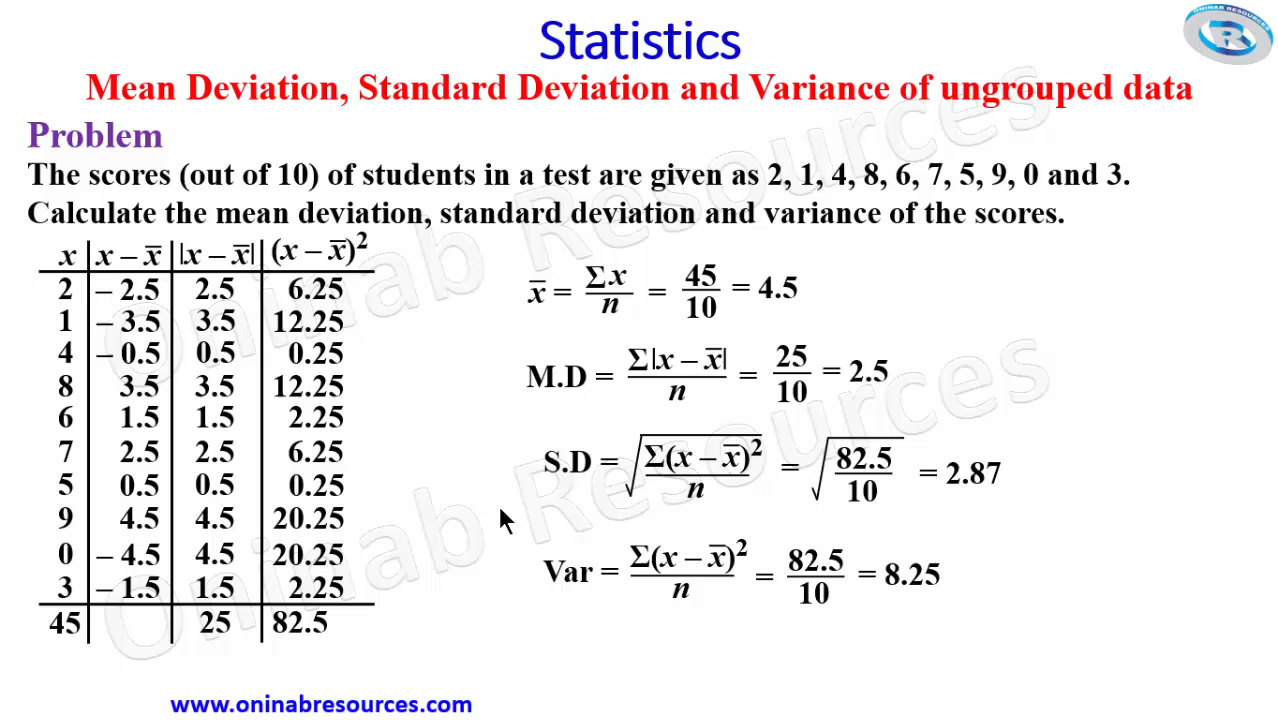 ONINAB RESOURCES
R
Statistics
Mean Deviation, Standard Deviation and Variance of ungrouped data
Problem
The scores (out of 10) of students in a test are given as 2, 1, 4, 8, 6, 7, 5, 9, 0 and 3.
Calculate the mean deviation, standard deviation and variance of the scores.
x | x – x̅ | |x – x̅| | (x – x̅)²
2 | – 2.5 | 2.5 | 6.25
1 | – 3.5 | 3.5 | 12.25
4 | – 0.5 | 0.5 | 0.25
8 | 3.5 | 3.5 | 12.25
6 | 1.5 | 1.5 | 2.25
7 | 2.5 | 2.5 | 6.25
5 | 0.5 | 0.5 | 0.25
9 | 4.5 | 4.5 | 20.25
0 | – 4.5 | 4.5 | 20.25
3 | – 1.5 | 1.5 | 2.25
45 | | 25 | 82.5
x̅ = Σx/n = 45/10 = 4.5
M.D = Σ|x – x̅|/n = 25/10 = 2.5
S.D = √(Σ(x – x̅)²/n) = √(82.5/10) = 2.87
Var = Σ(x – x̅)²/n = 82.5/10 = 8.25
Oninab Resources
Oninab Resources
www.oninabresources.com